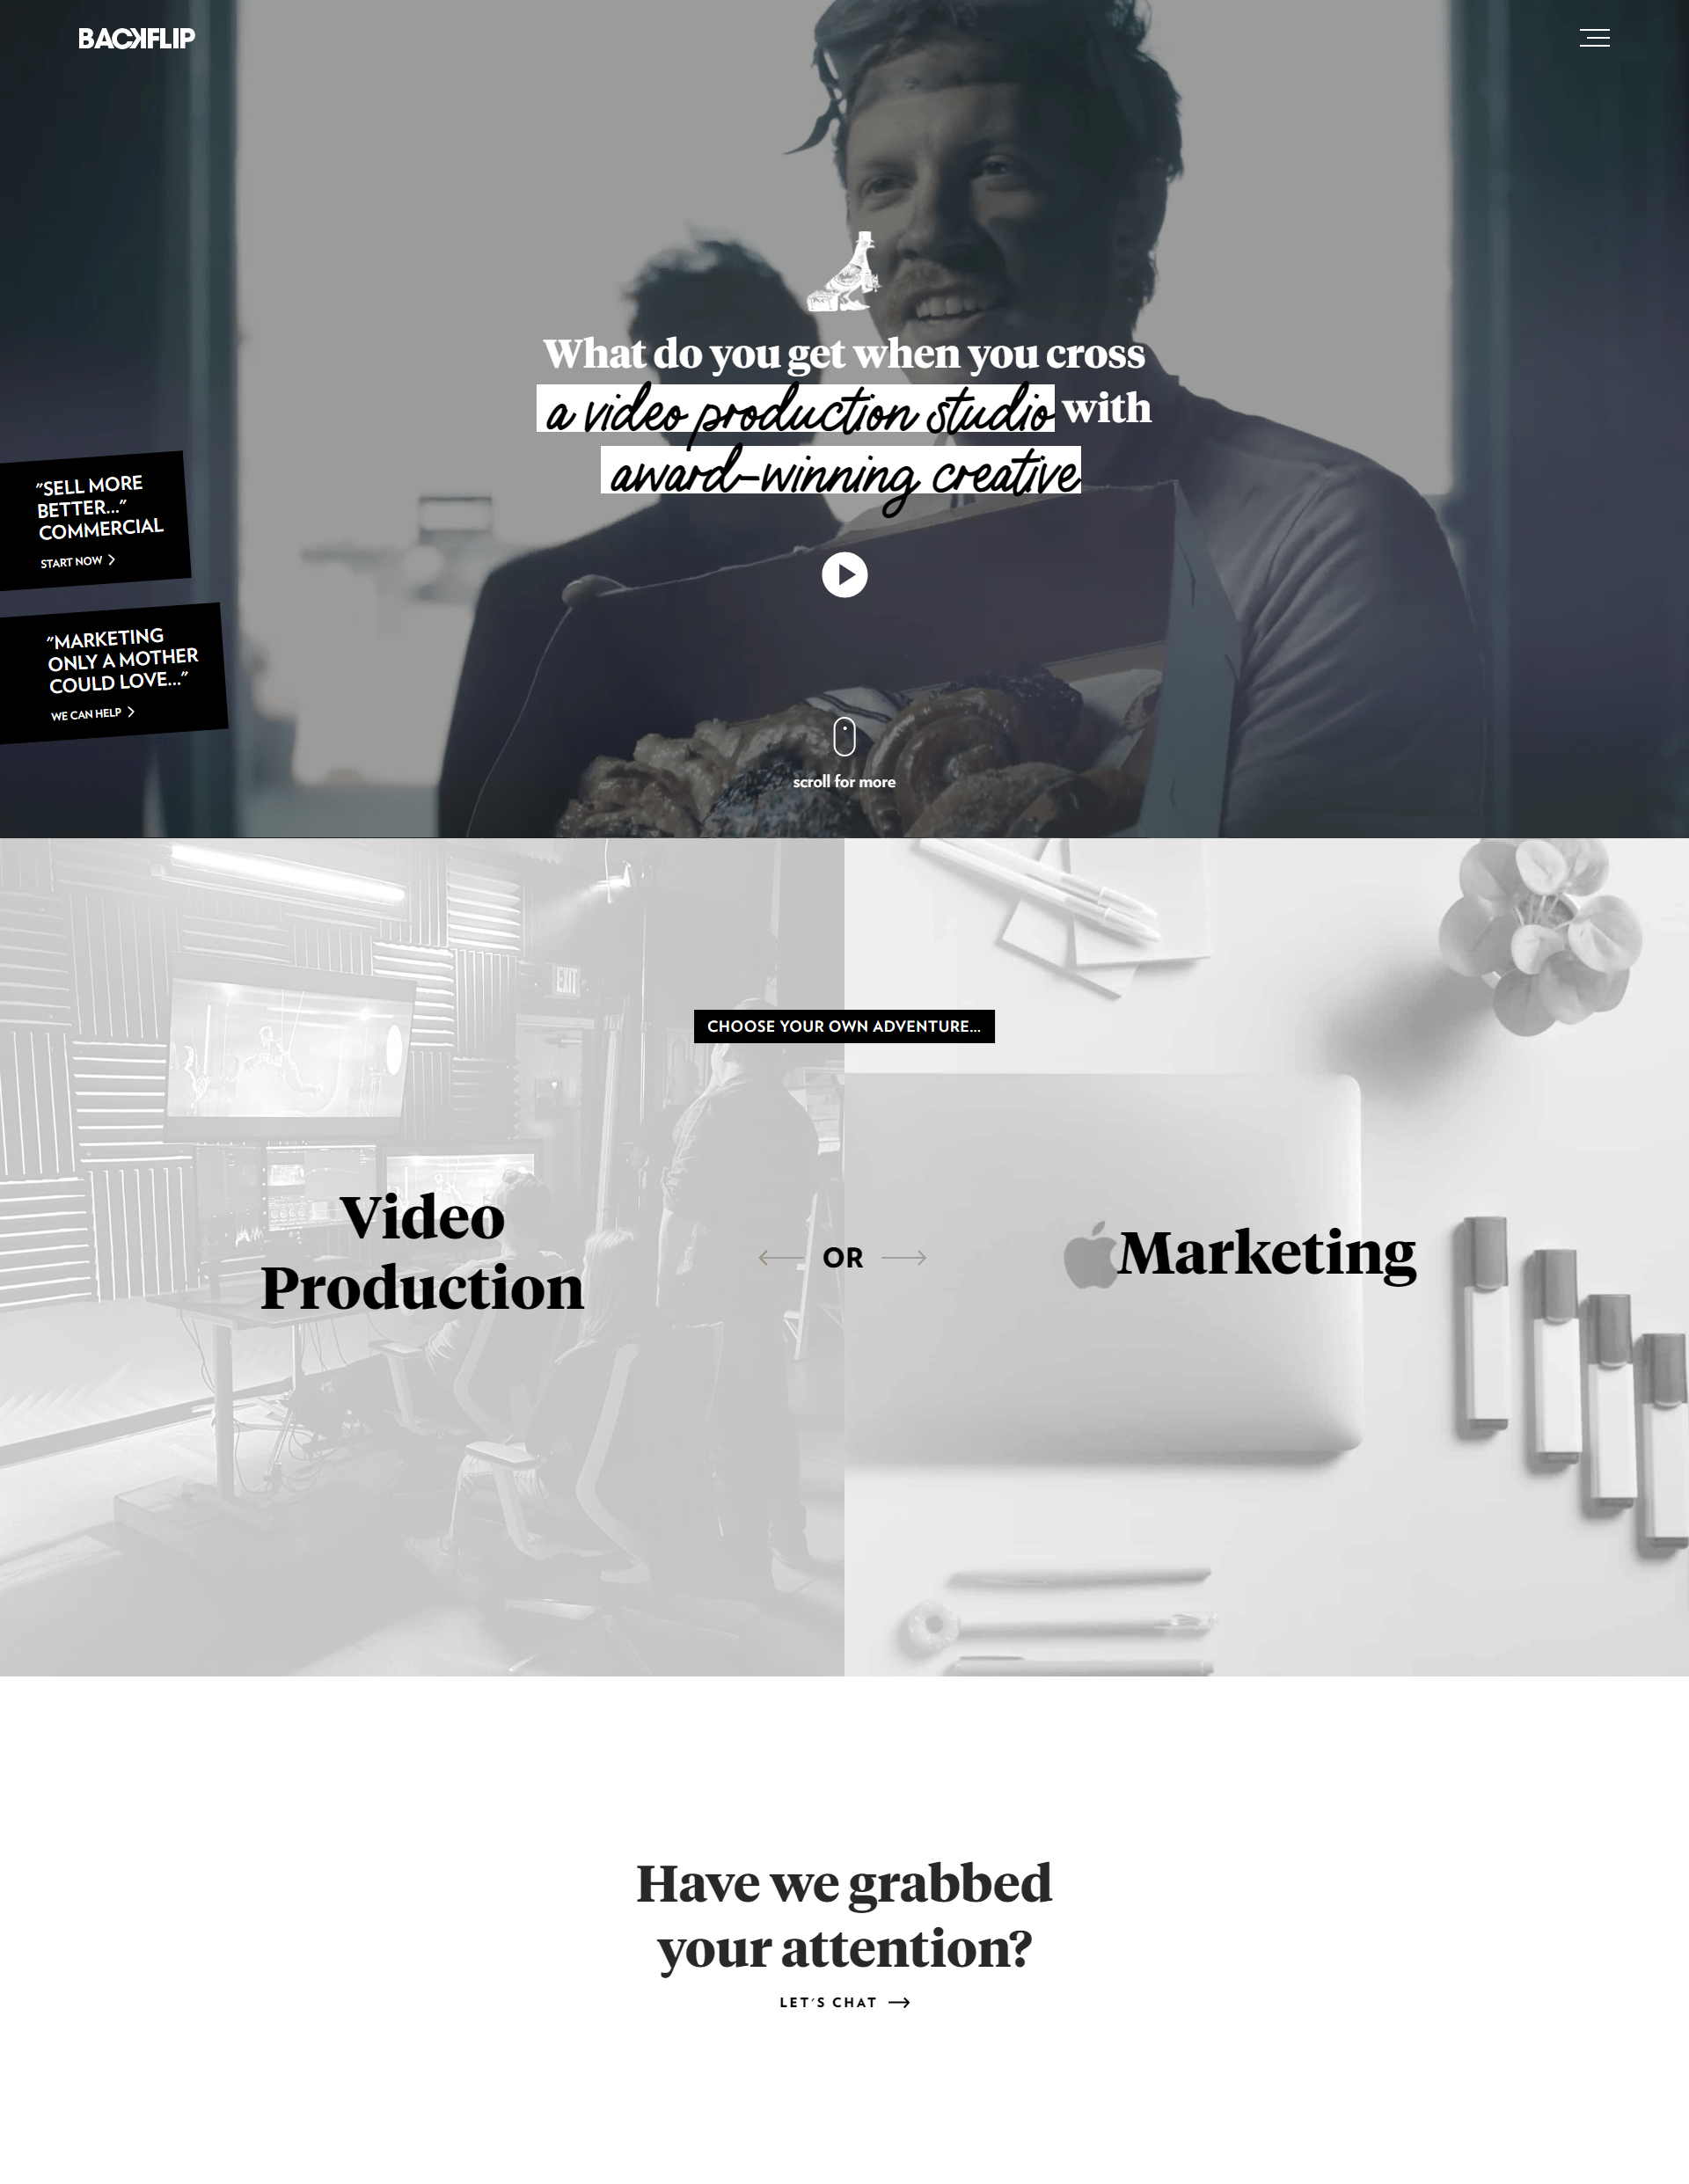 BACKFLIP
What do you get when you cross
a video production studio with
award-winning creative
"SELL MORE
BETTER..."
COMMERCIAL
START NOW
"MARKETING
ONLY A MOTHER
COULD LOVE..."
WE CAN HELP
scroll for more
EXIT
CHOOSE YOUR OWN ADVENTURE...
Video
Production
OR
Marketing
Have we grabbed
your attention?
LET'S CHAT